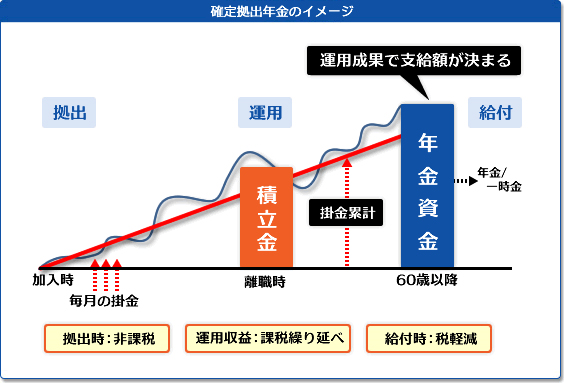 確定拠出年金のイメージ
運用成果で支給額が決まる
拠出
運用
給付
年金資金
積立金
年金/
一時金
掛金累計
加入時
毎月の掛金
離職時
60歳以降
拠出時:非課税
運用収益:課税繰り延べ
給付時:税軽減